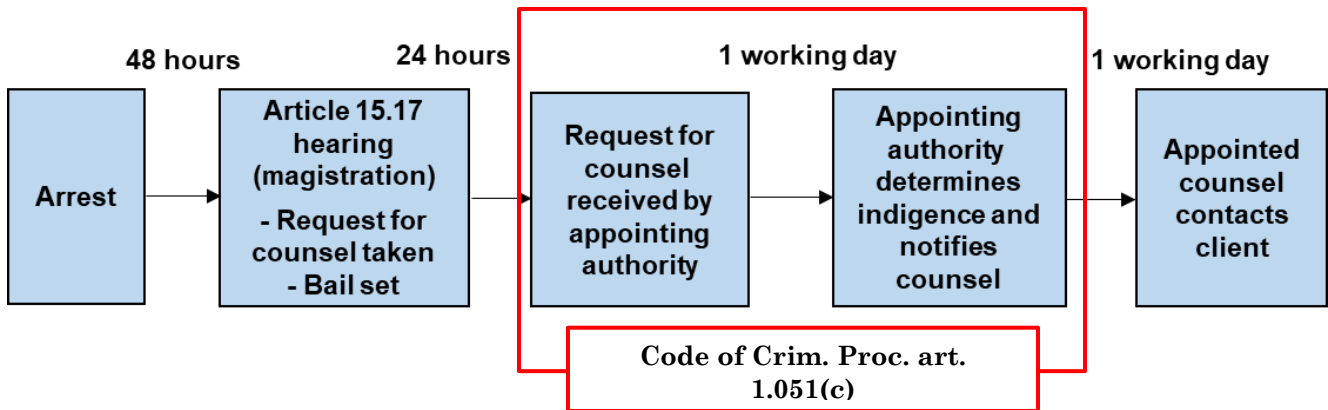 48 hours
24 hours
1 working day
1 working day
Arrest
Article 15.17
hearing
(magistration)
- Request for
counsel taken
- Bail set
Request for
counsel
received by
appointing
authority
Appointing
authority
determines
indigence and
notifies
counsel
Appointed
counsel
contacts
client
Code of Crim. Proc. art.
1.051(c)